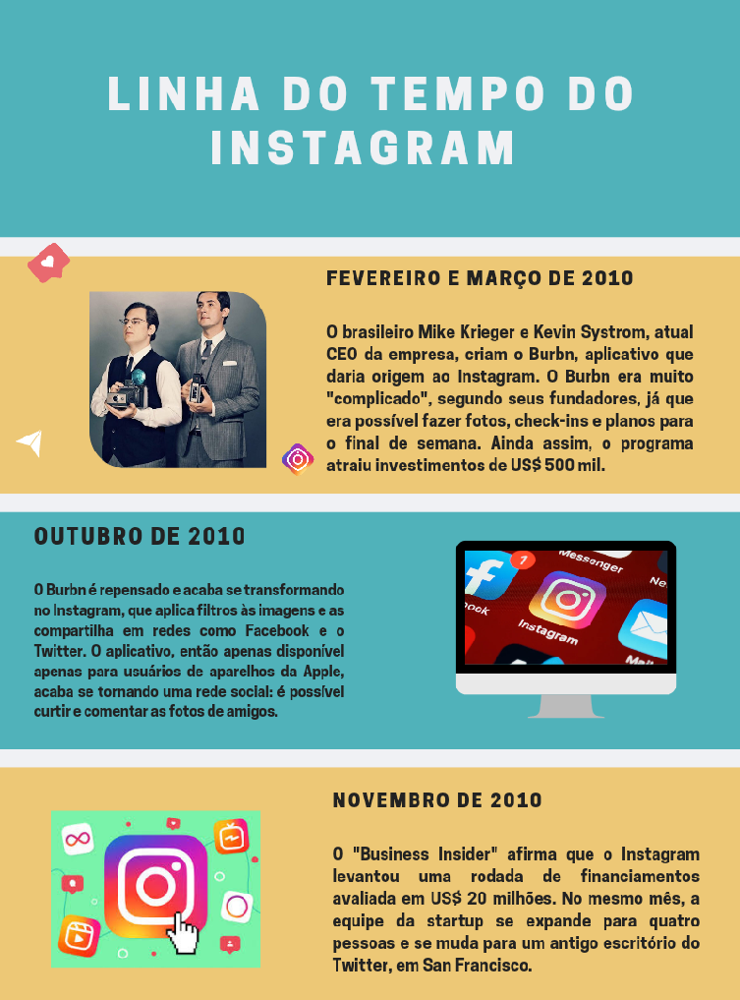 LINHA DO TEMPO DO
INSTAGRAM
FEVEREIRO E MARÇO DE 2010
O brasileiro Mike Krieger e Kevin Systrom, atual
CEO da empresa, criam o Burbn, aplicativo que
daria origem ao Instagram. O Burbn era muito
"complicado", segundo seus fundadores, já que
era possível fazer fotos, check-ins e planos para
o final de semana. Ainda assim, o programa
atraiu investimentos de US$ 500 mil.
OUTUBRO DE 2010
O Burbn é repensado e acaba se transformando
no Instagram, que aplica filtros às imagens e as
compartilha em redes como Facebook e o
Twitter. O aplicativo, então apenas disponível
apenas para usuários de aparelhos da Apple,
acaba se tornando uma rede social: é possível
curtir e comentar as fotos de amigos.
7
Messenger
Ne
book
Instagram
Mail
NOVEMBRO DE 2010
O "Business Insider" afirma que o Instagram
levantou uma rodada de financiamentos
avaliada em US$ 20 milhões. No mesmo mês, a
equipe da startup se expande para quatro
pessoas e se muda para um antigo escritório do
Twitter, em San Francisco.